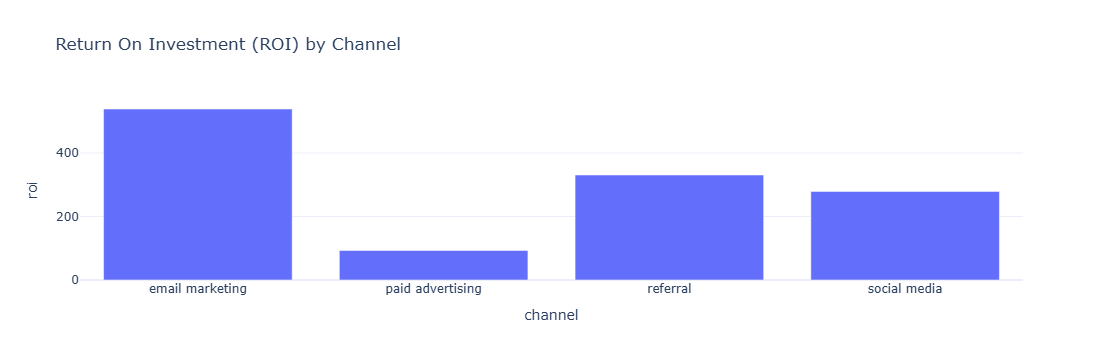 Return On Investment (ROI) by Channel
400
200
0
roi
email marketing
paid advertising
referral
social media
channel